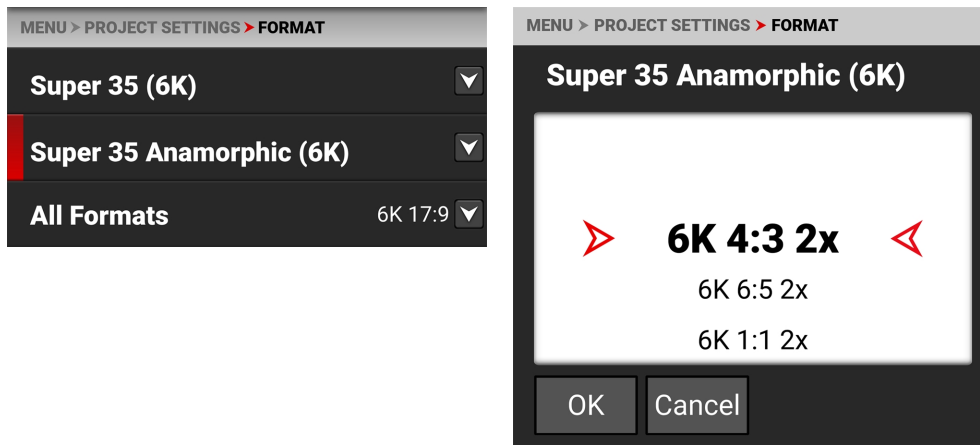 MENU > PROJECT SETTINGS > FORMAT
Super 35 (6K)
Super 35 Anamorphic (6K)
All Formats 6K 17:9
MENU > PROJECT SETTINGS > FORMAT
Super 35 Anamorphic (6K)
6K 4:3 2x
6K 6:5 2x
6K 1:1 2x
OK Cancel